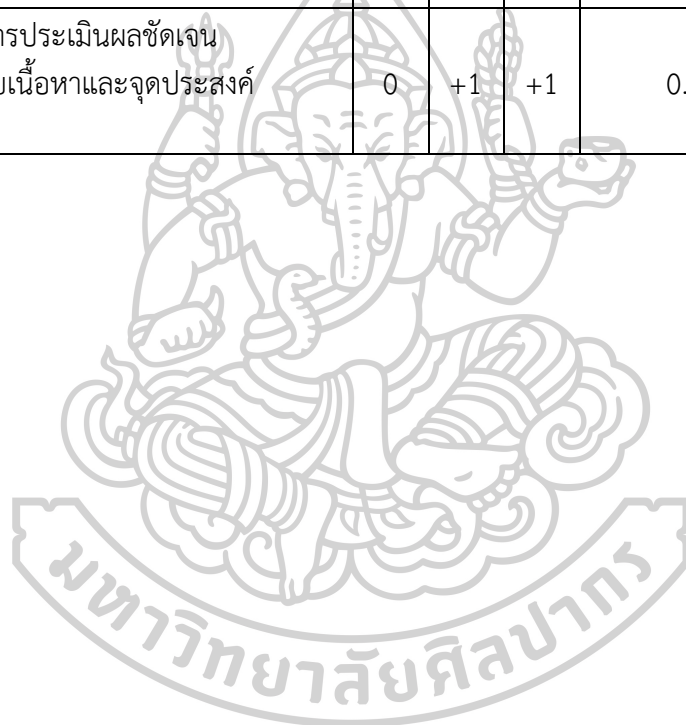 รประเมินผลชัดเจน
เนื้อหาและจุดประสงค์ 0 +1 +1 0.
มหาวิทยาลัยศิลปากร